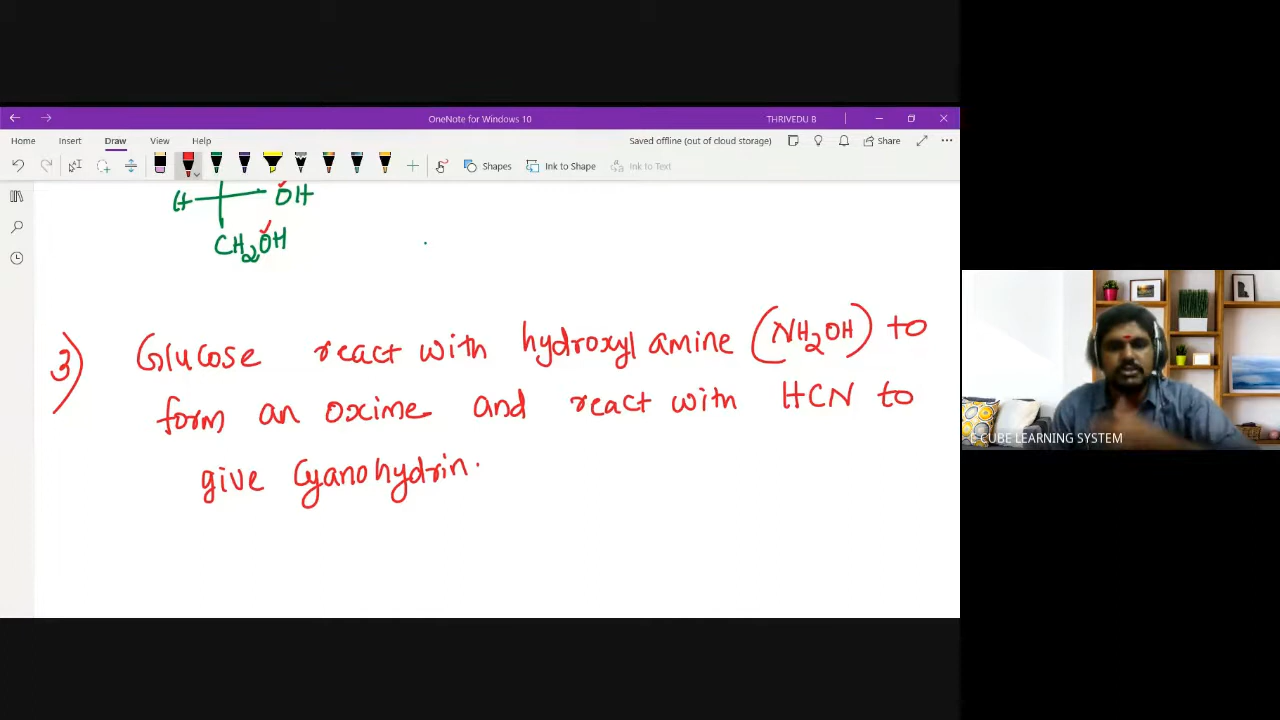 OneNote for Windows 10
THRIVEDU B
Home Insert Draw View Help
Saved offline (out of cloud storage)
Share
Shapes
Ink to Shape
Ink to Text
H OH
CH2OH
3) Glucose react with hydroxyl amine (NH2OH) to
form an oxime and react with HCN to
give Cyanohydrin.
C CUBE LEARNING SYSTEM